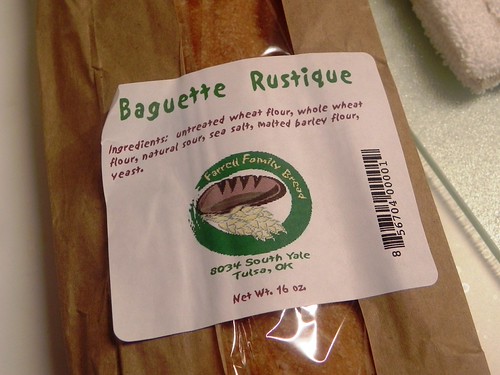 Baguette Rustique
Ingredients: untreated wheat flour, whole wheat
flour, natural sour, sea salt, malted barley flour,
yeast.
Farrell Family Bread
8034 South Yale
Tulsa, OK
Net Wt. 16 oz.
8 56704 00001